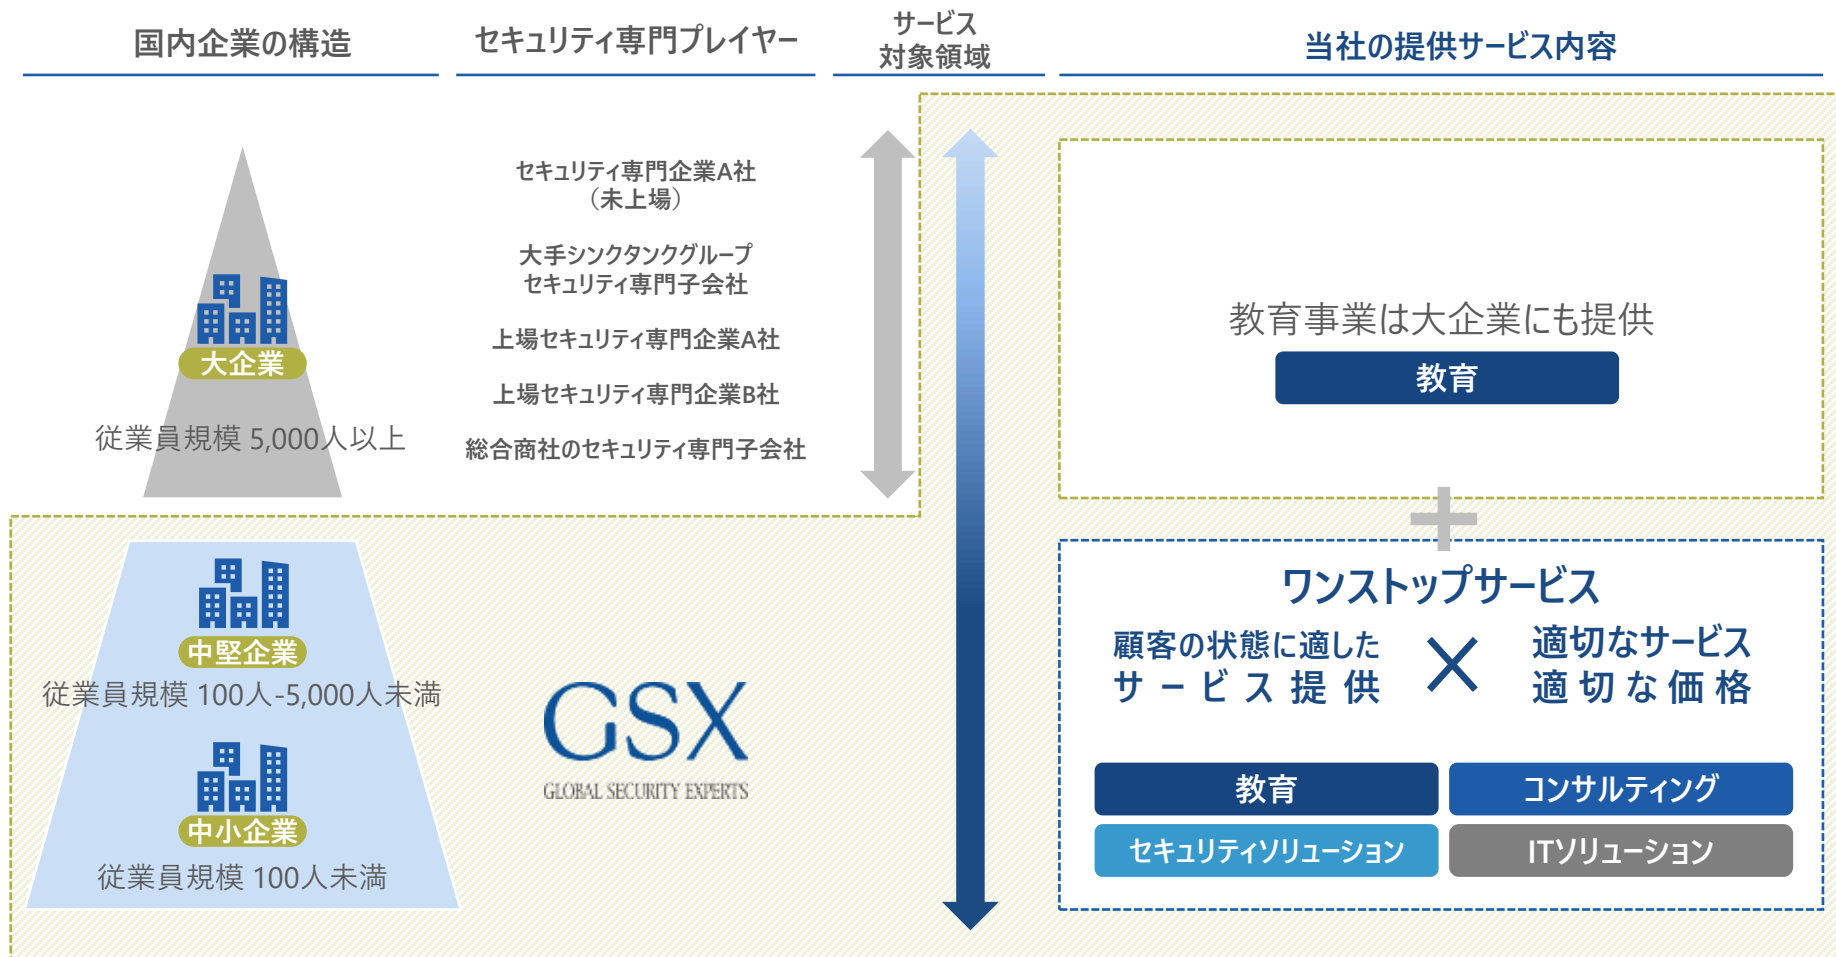 国内企業の構造
セキュリティ専門プレイヤー
サービス
対象領域
当社の提供サービス内容
大企業
従業員規模 5,000人以上
セキュリティ専門企業A社
（未上場）
大手シンクタンクグループ
セキュリティ専門子会社
上場セキュリティ専門企業A社
上場セキュリティ専門企業B社
総合商社のセキュリティ専門子会社
教育事業は大企業にも提供
教育
中堅企業
従業員規模 100人-5,000人未満
中小企業
従業員規模 100人未満
GSX
GLOBAL SECURITY EXPERTS
ワンストップサービス
顧客の状態に適した
サービス提供
適切なサービス
適切な価格
教育
コンサルティング
セキュリティソリューション
ITソリューション